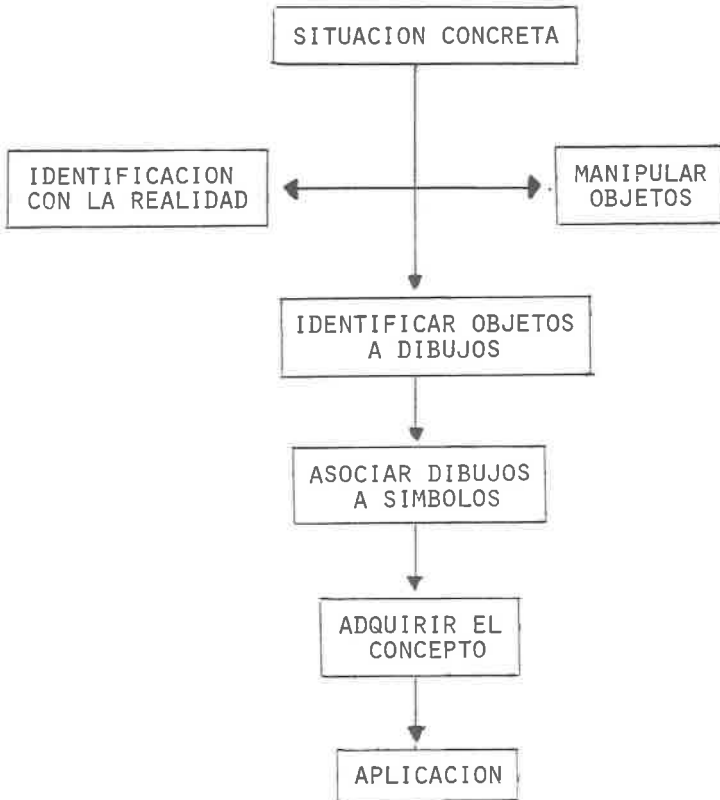 SITUACION CONCRETA
IDENTIFICACION
CON LA REALIDAD
MANIPULAR
OBJETOS
IDENTIFICAR OBJETOS
A DIBUJOS
ASOCIAR DIBUJOS
A SIMBOLOS
ADQUIRIR EL
CONCEPTO
APLICACION